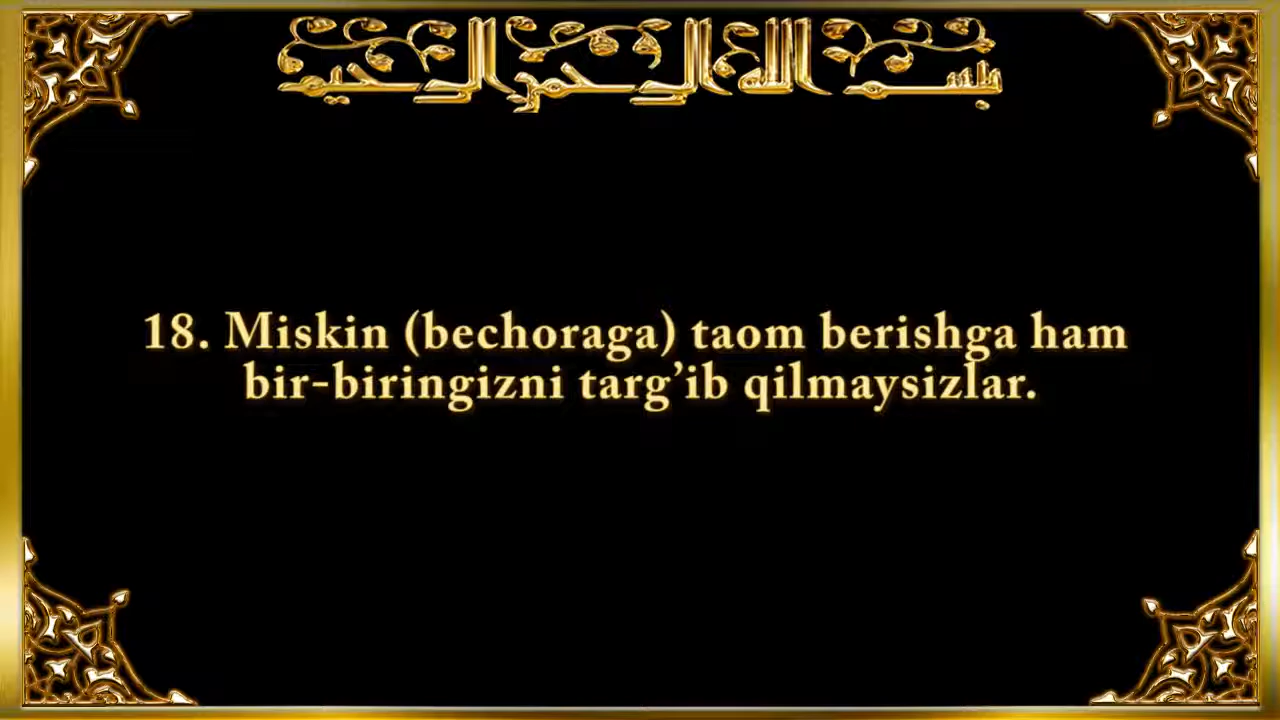 بسم الله الرحمن الرحيم
18. Miskin (bechoraga) taom berishga ham
bir-biringizni targ’ib qilmaysizlar.